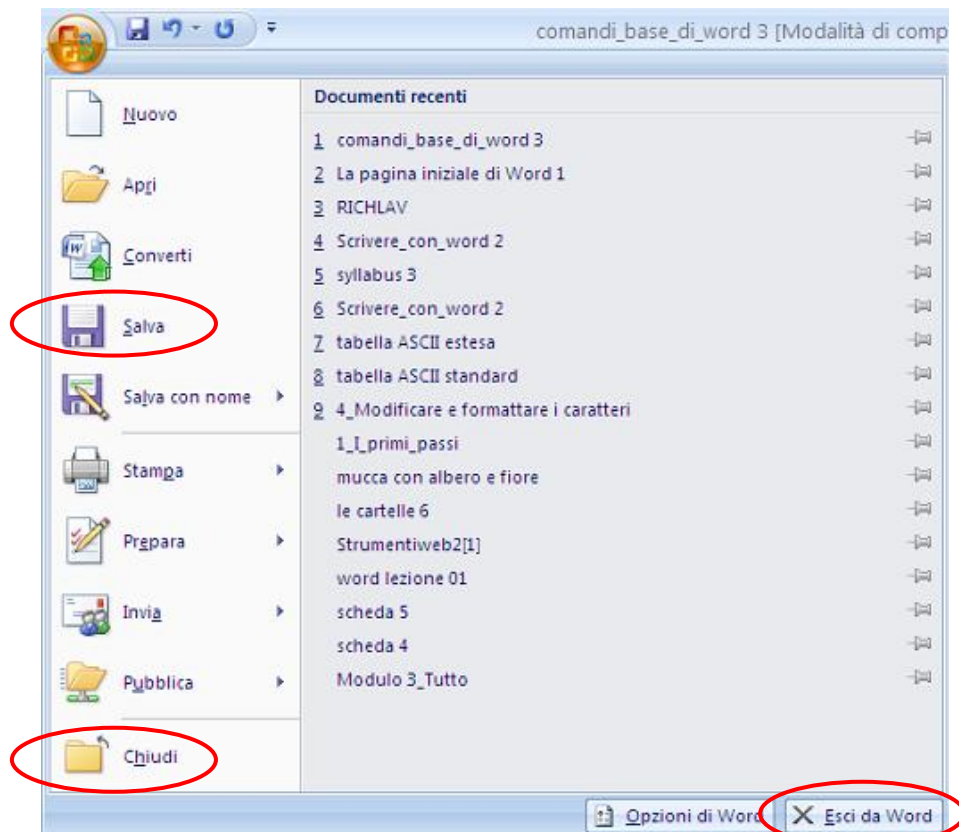 comandi_base_di_word 3 [Modalità di comp
Nuovo
Apri
Converti
Salva
Salva con nome
Stampa
Prepara
Invia
Pubblica
Chiudi
Documenti recenti
1 comandi_base_di_word 3
2 La pagina iniziale di Word 1
3 RICHLAV
4 Scrivere_con_word 2
5 syllabus 3
6 Scrivere_con_word 2
7 tabella ASCII estesa
8 tabella ASCII standard
9 4_Modificare e formattare i caratteri
1_I_primi_passi
mucca con albero e fiore
le cartelle 6
Strumentiweb2[1]
word lezione 01
scheda 5
scheda 4
Modulo 3_Tutto
Opzioni di Word
Esci da Word